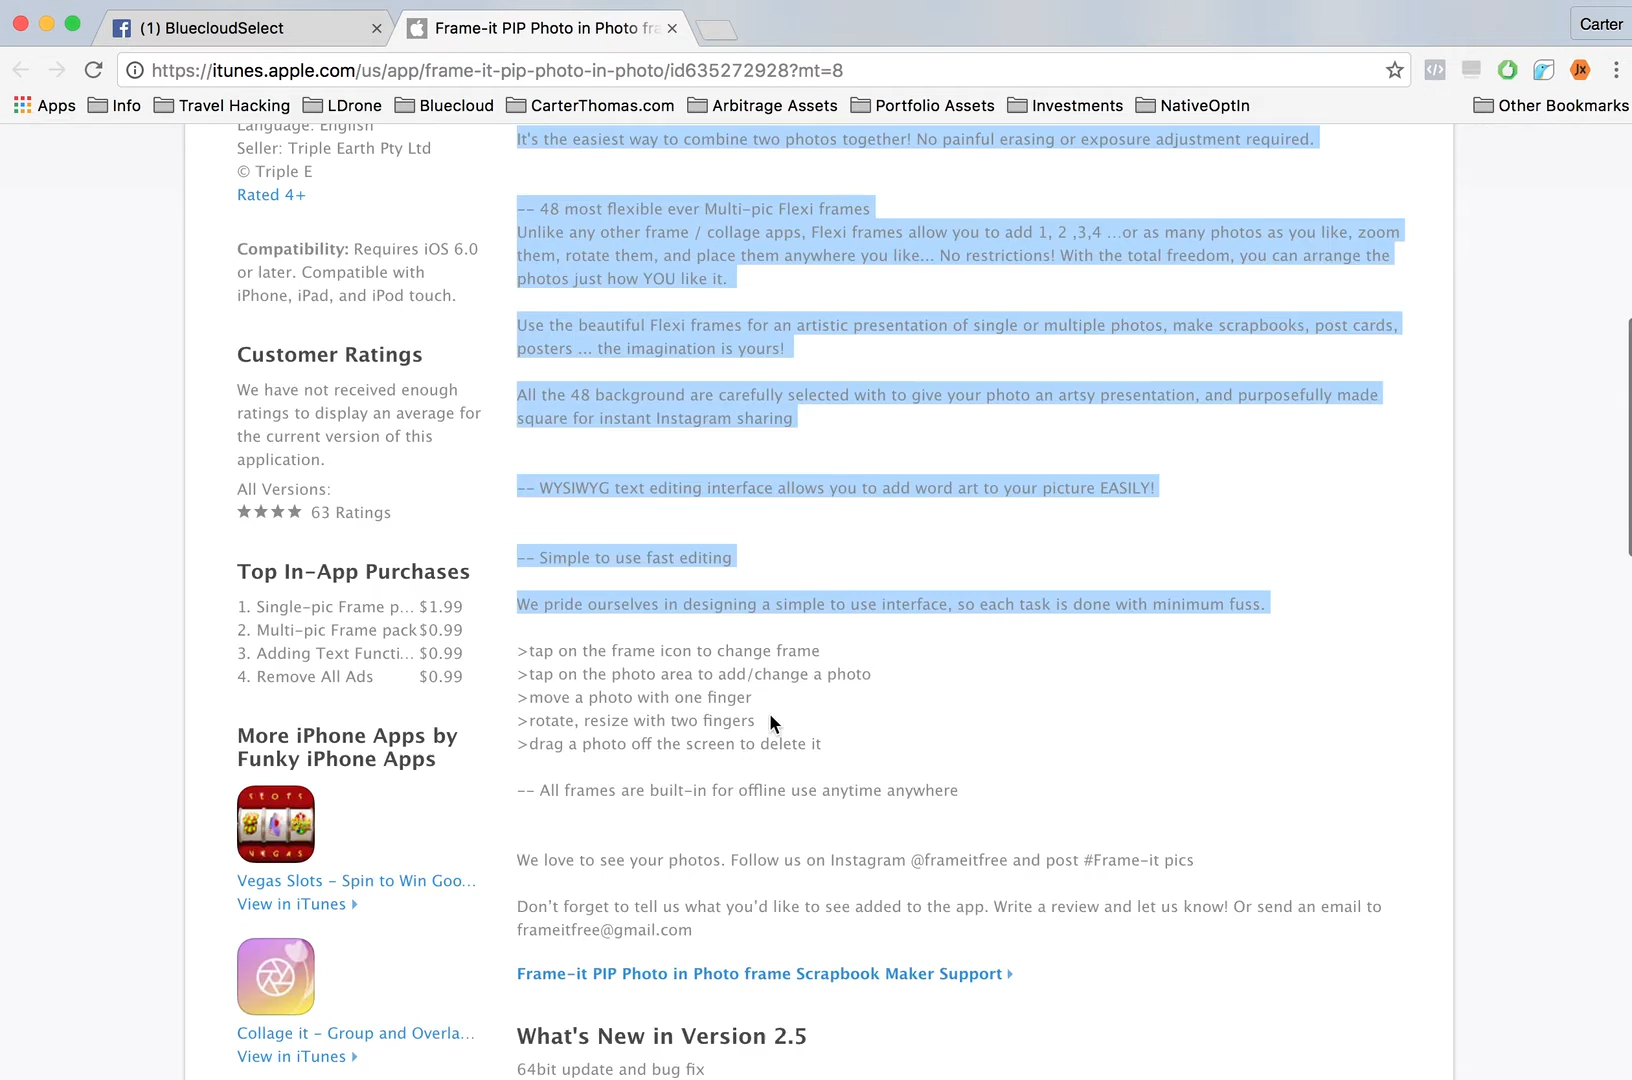 (1) BluecloudSelect
Frame-it PIP Photo in Photo fra
Carter
https://itunes.apple.com/us/app/frame-it-pip-photo-in-photo/id635272928?mt=8
Apps
Info
Travel Hacking
LDrone
Bluecloud
CarterThomas.com
Arbitrage Assets
Portfolio Assets
Investments
NativeOptIn
Other Bookmarks
Language: English
Seller: Triple Earth Pty Ltd
© Triple E
Rated 4+
Compatibility: Requires iOS 6.0
or later. Compatible with
iPhone, iPad, and iPod touch.
Customer Ratings
We have not received enough
ratings to display an average for
the current version of this
application.
All Versions:
★★★★ 63 Ratings
Top In-App Purchases
1. Single-pic Frame p... $1.99
2. Multi-pic Frame pack $0.99
3. Adding Text Functi... $0.99
4. Remove All Ads $0.99
More iPhone Apps by
Funky iPhone Apps
SLOTS
VEGAS
Vegas Slots - Spin to Win Goo...
View in iTunes
Collage it - Group and Overla...
View in iTunes
It's the easiest way to combine two photos together! No painful erasing or exposure adjustment required.
-- 48 most flexible ever Multi-pic Flexi frames
Unlike any other frame / collage apps, Flexi frames allow you to add 1, 2 ,3,4 ...or as many photos as you like, zoom
them, rotate them, and place them anywhere you like... No restrictions! With the total freedom, you can arrange the
photos just how YOU like it.
Use the beautiful Flexi frames for an artistic presentation of single or multiple photos, make scrapbooks, post cards,
posters ... the imagination is yours!
All the 48 background are carefully selected with to give your photo an artsy presentation, and purposefully made
square for instant Instagram sharing
-- WYSIWYG text editing interface allows you to add word art to your picture EASILY!
-- Simple to use fast editing
We pride ourselves in designing a simple to use interface, so each task is done with minimum fuss.
>tap on the frame icon to change frame
>tap on the photo area to add/change a photo
>move a photo with one finger
>rotate, resize with two fingers
>drag a photo off the screen to delete it
-- All frames are built-in for offline use anytime anywhere
We love to see your photos. Follow us on Instagram @frameitfree and post #Frame-it pics
Don't forget to tell us what you'd like to see added to the app. Write a review and let us know! Or send an email to
frameitfree@gmail.com
Frame-it PIP Photo in Photo frame Scrapbook Maker Support
What's New in Version 2.5
64bit update and bug fix